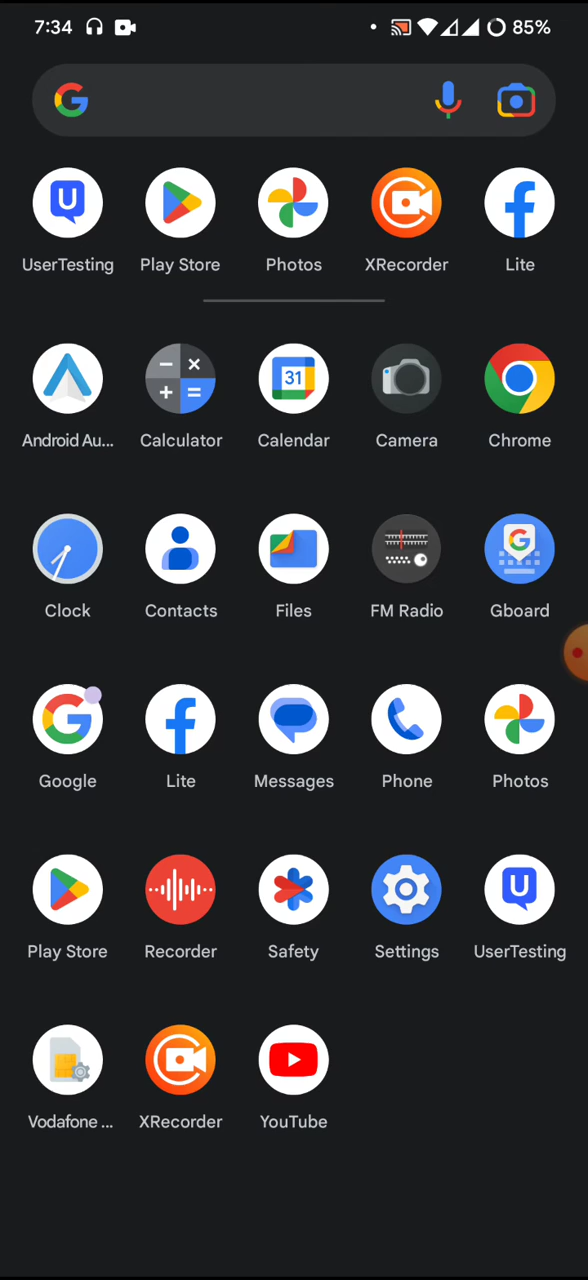 7:34 85%
UserTesting Play Store Photos XRecorder Lite
31
Android Au... Calculator Calendar Camera Chrome
Clock Contacts Files FM Radio Gboard
Google Lite Messages Phone Photos
Play Store Recorder Safety Settings UserTesting
Vodafone ... XRecorder YouTube